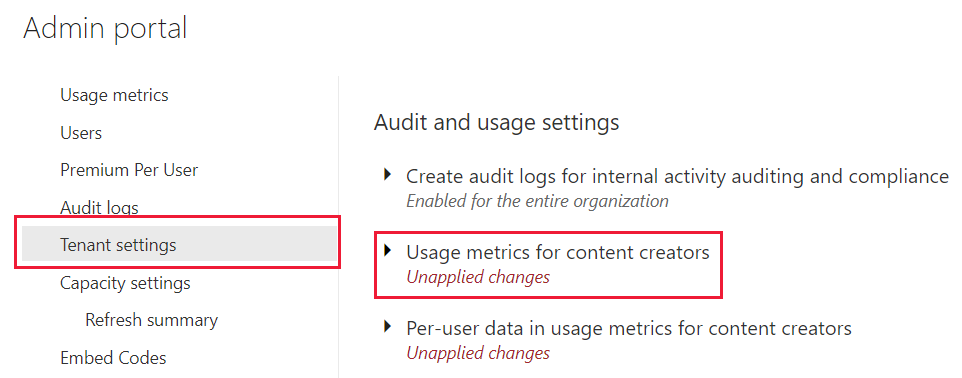 Admin portal
Usage metrics
Users
Premium Per User
Audit logs
Tenant settings
Capacity settings
Refresh summary
Embed Codes
Audit and usage settings
Create audit logs for internal activity auditing and compliance
Enabled for the entire organization
Usage metrics for content creators
Unapplied changes
Per-user data in usage metrics for content creators
Unapplied changes